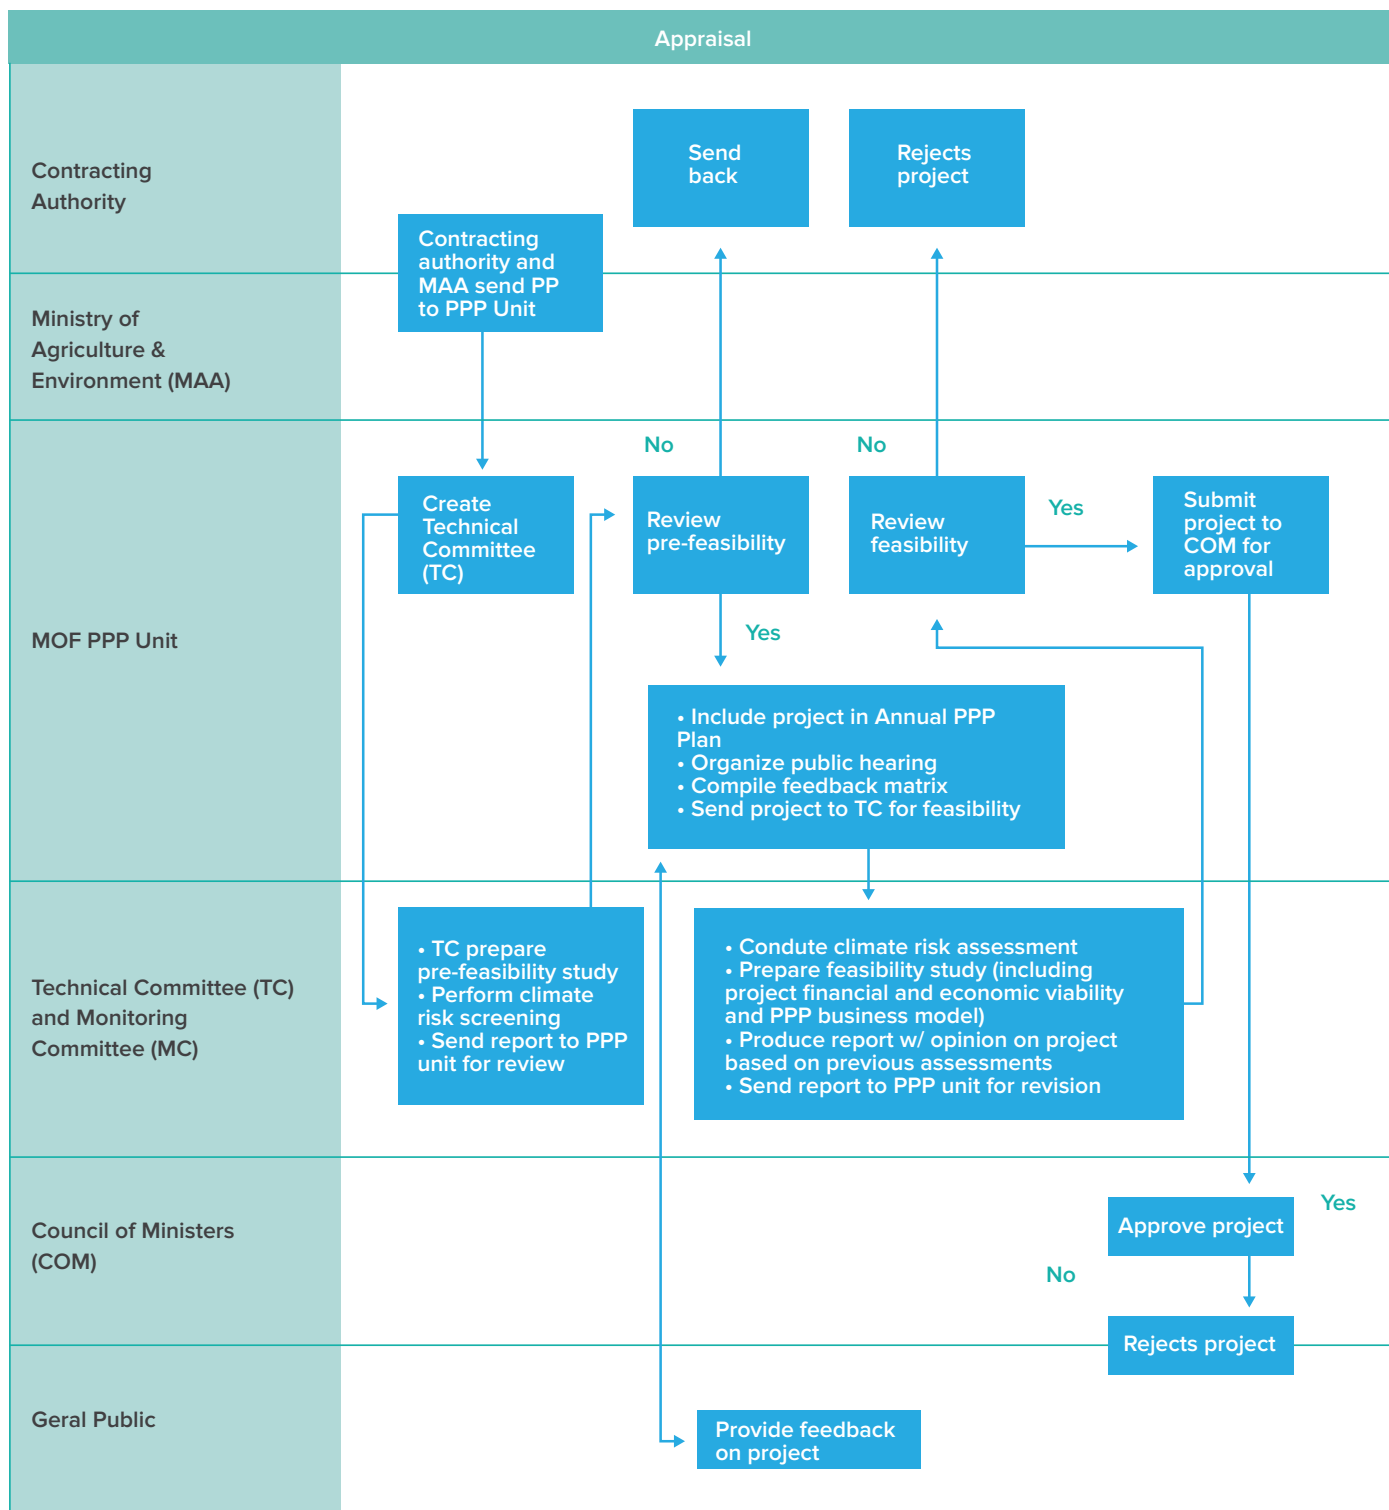 Appraisal
Contracting
Authority
Send
back
Rejects
project
Contracting
authority and
MAA send PP
to PPP Unit
Ministry of
Agriculture &
Environment (MAA)
No
No
MOF PPP Unit
Create
Technical
Committee
(TC)
Review
pre-feasibility
Review
feasibility
Yes
Submit
project to
COM for
approval
Yes
• Include project in Annual PPP
Plan
• Organize public hearing
• Compile feedback matrix
• Send project to TC for feasibility
Technical Committee (TC)
and Monitoring
Committee (MC)
• TC prepare
pre-feasibility study
• Perform climate
risk screening
• Send report to PPP
unit for review
• Condute climate risk assessment
• Prepare feasibility study (including
project financial and economic viability
and PPP business model)
• Produce report w/ opinion on project
based on previous assessments
• Send report to PPP unit for revision
Council of Ministers
(COM)
Approve project
Yes
No
Rejects project
Geral Public
Provide feedback
on project